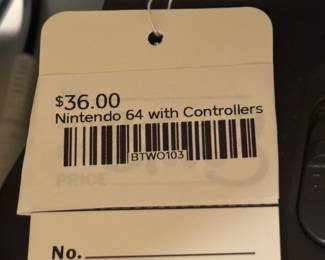 $36.00
Nintendo 64 with Controllers
BTWO103
PRICE
No.